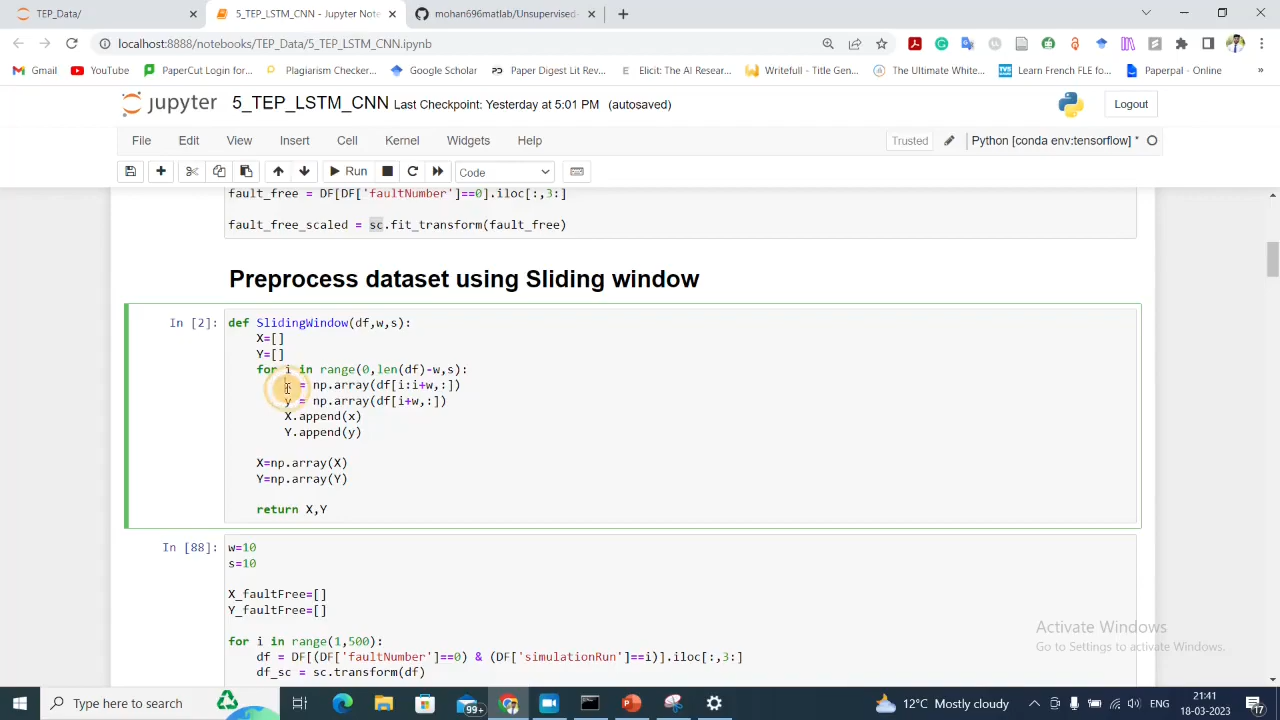 TEP_Data/
5_TEP_LSTM_CNN - Jupyter Note
mohan696matlab/Unsupervised-
localhost:8888/notebooks/TEP_Data/5_TEP_LSTM_CNN.ipynb
Gmail YouTube PaperCut Login for... Plagiarism Checker... Google Scholar Paper Digest Lit Rev... Elicit: The AI Resear... Writefull - Title Gen... The Ultimate White... Learn French FLE fo... Paperpal - Online »
jupyter 5_TEP_LSTM_CNN Last Checkpoint: Yesterday at 5:01 PM (autosaved)
Logout
File Edit View Insert Cell Kernel Widgets Help
Trusted Python [conda env:tensorflow] *
Run Code
fault_free = DF[DF['faultNumber']==0].iloc[:,3:]
fault_free_scaled = sc.fit_transform(fault_free)
Preprocess dataset using Sliding window
In [2]: def SlidingWindow(df,w,s):
X=[]
Y=[]
for i in range(0,len(df)-w,s):
= np.array(df[i:i+w,:])
y = np.array(df[i+w,:])
X.append(x)
Y.append(y)
X=np.array(X)
Y=np.array(Y)
return X,Y
In [88]: w=10
s=10
X_faultFree=[]
Y_faultFree=[]
for i in range(1,500):
df = DF[(DF['faultNumber']==0) & (DF['simulationRun']==i)].iloc[:,3:]
df_sc = sc.transform(df)
Activate Windows
Go to Settings to activate Windows.
Type here to search
99+
12°C Mostly cloudy
ENG
21:41
18-03-2023
17